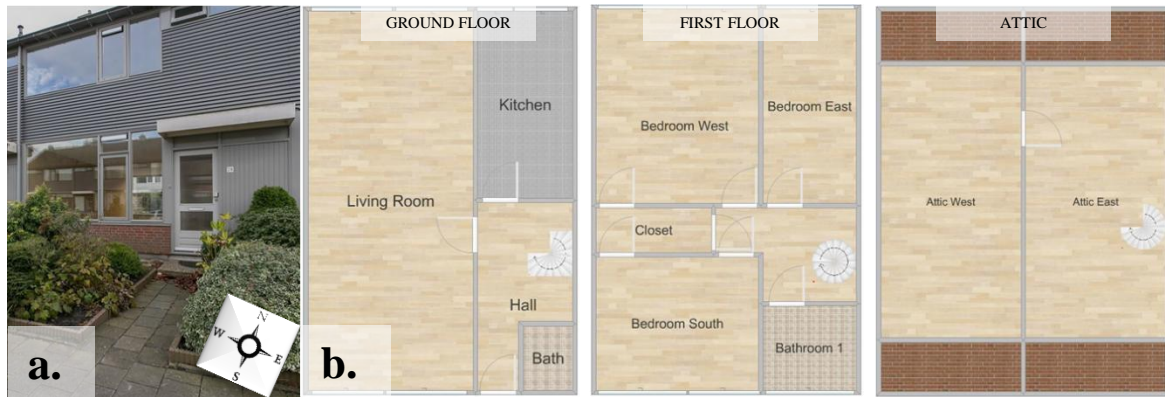 GROUND FLOOR
FIRST FLOOR
ATTIC
Kitchen
Living Room
Hall
Bath
Bedroom West
Bedroom East
Closet
Bedroom South
Bathroom 1
Attic West
Attic East
N
W
E
S
a.
b.